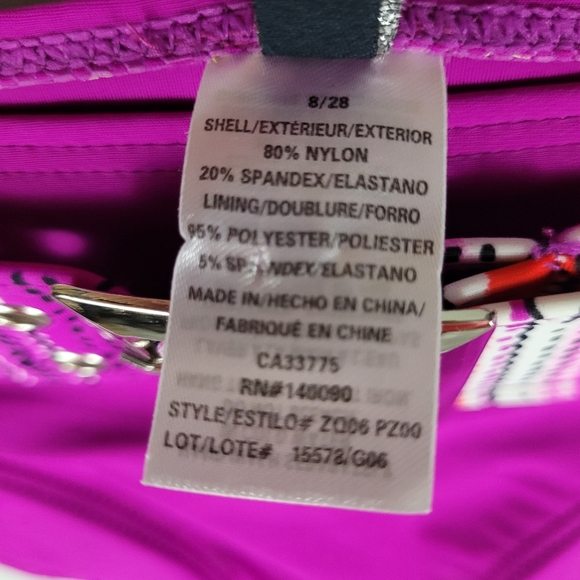 8/28
SHELL/EXTÉRIEUR/EXTERIOR
80% NYLON
20% SPANDEX/ELASTANO
LINING/DOUBLURE/FORRO
95% POLYESTER/POLIESTER
5% SPANDEX/ELASTANO
MADE IN/HECHO EN CHINA/
FABRIQUÉ EN CHINE
CA33775
RN#140090
STYLE/ESTILO# ZQ06 PZ00
LOT/LOTE# 15578/G06